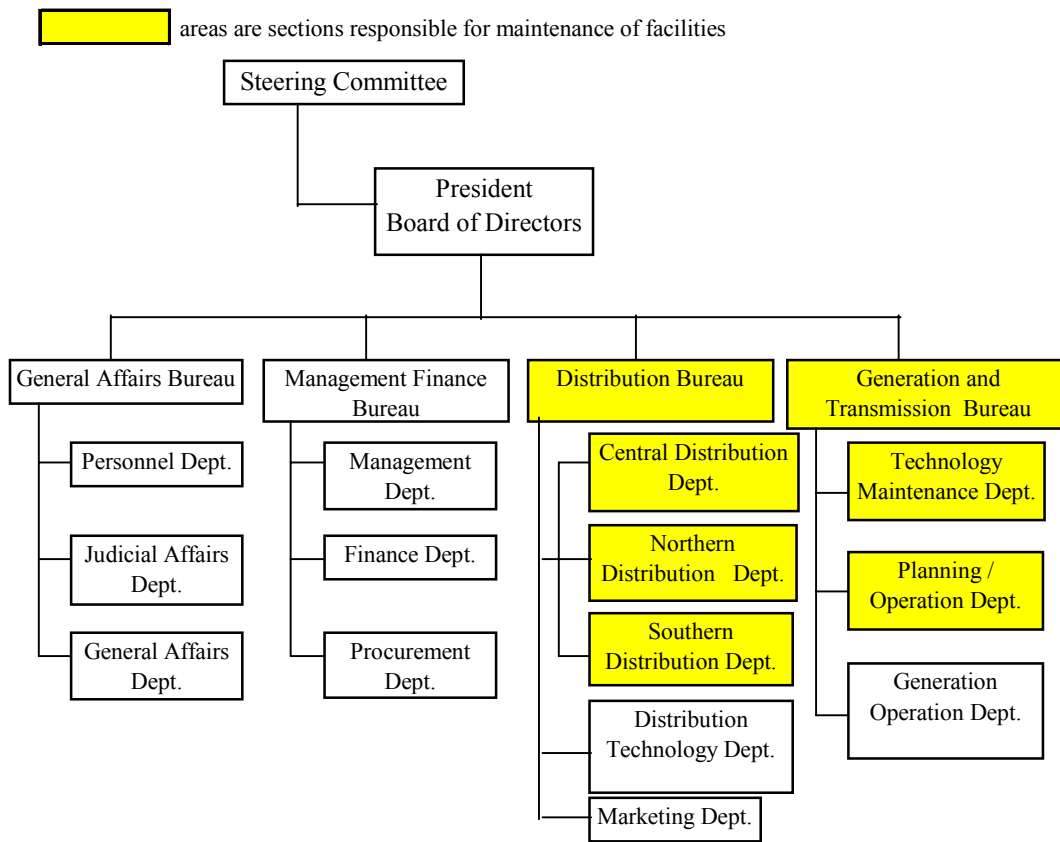 areas are sections responsible for maintenance of facilities
Steering Committee
President
Board of Directors
General Affairs Bureau
Personnel Dept.
Judicial Affairs
Dept.
General Affairs
Dept.
Management Finance
Bureau
Management
Dept.
Finance Dept.
Procurement
Dept.
Distribution Bureau
Central Distribution
Dept.
Northern
Distribution Dept.
Southern
Distribution Dept.
Distribution
Technology Dept.
Marketing Dept.
Generation and
Transmission Bureau
Technology
Maintenance Dept.
Planning /
Operation Dept.
Generation
Operation Dept.